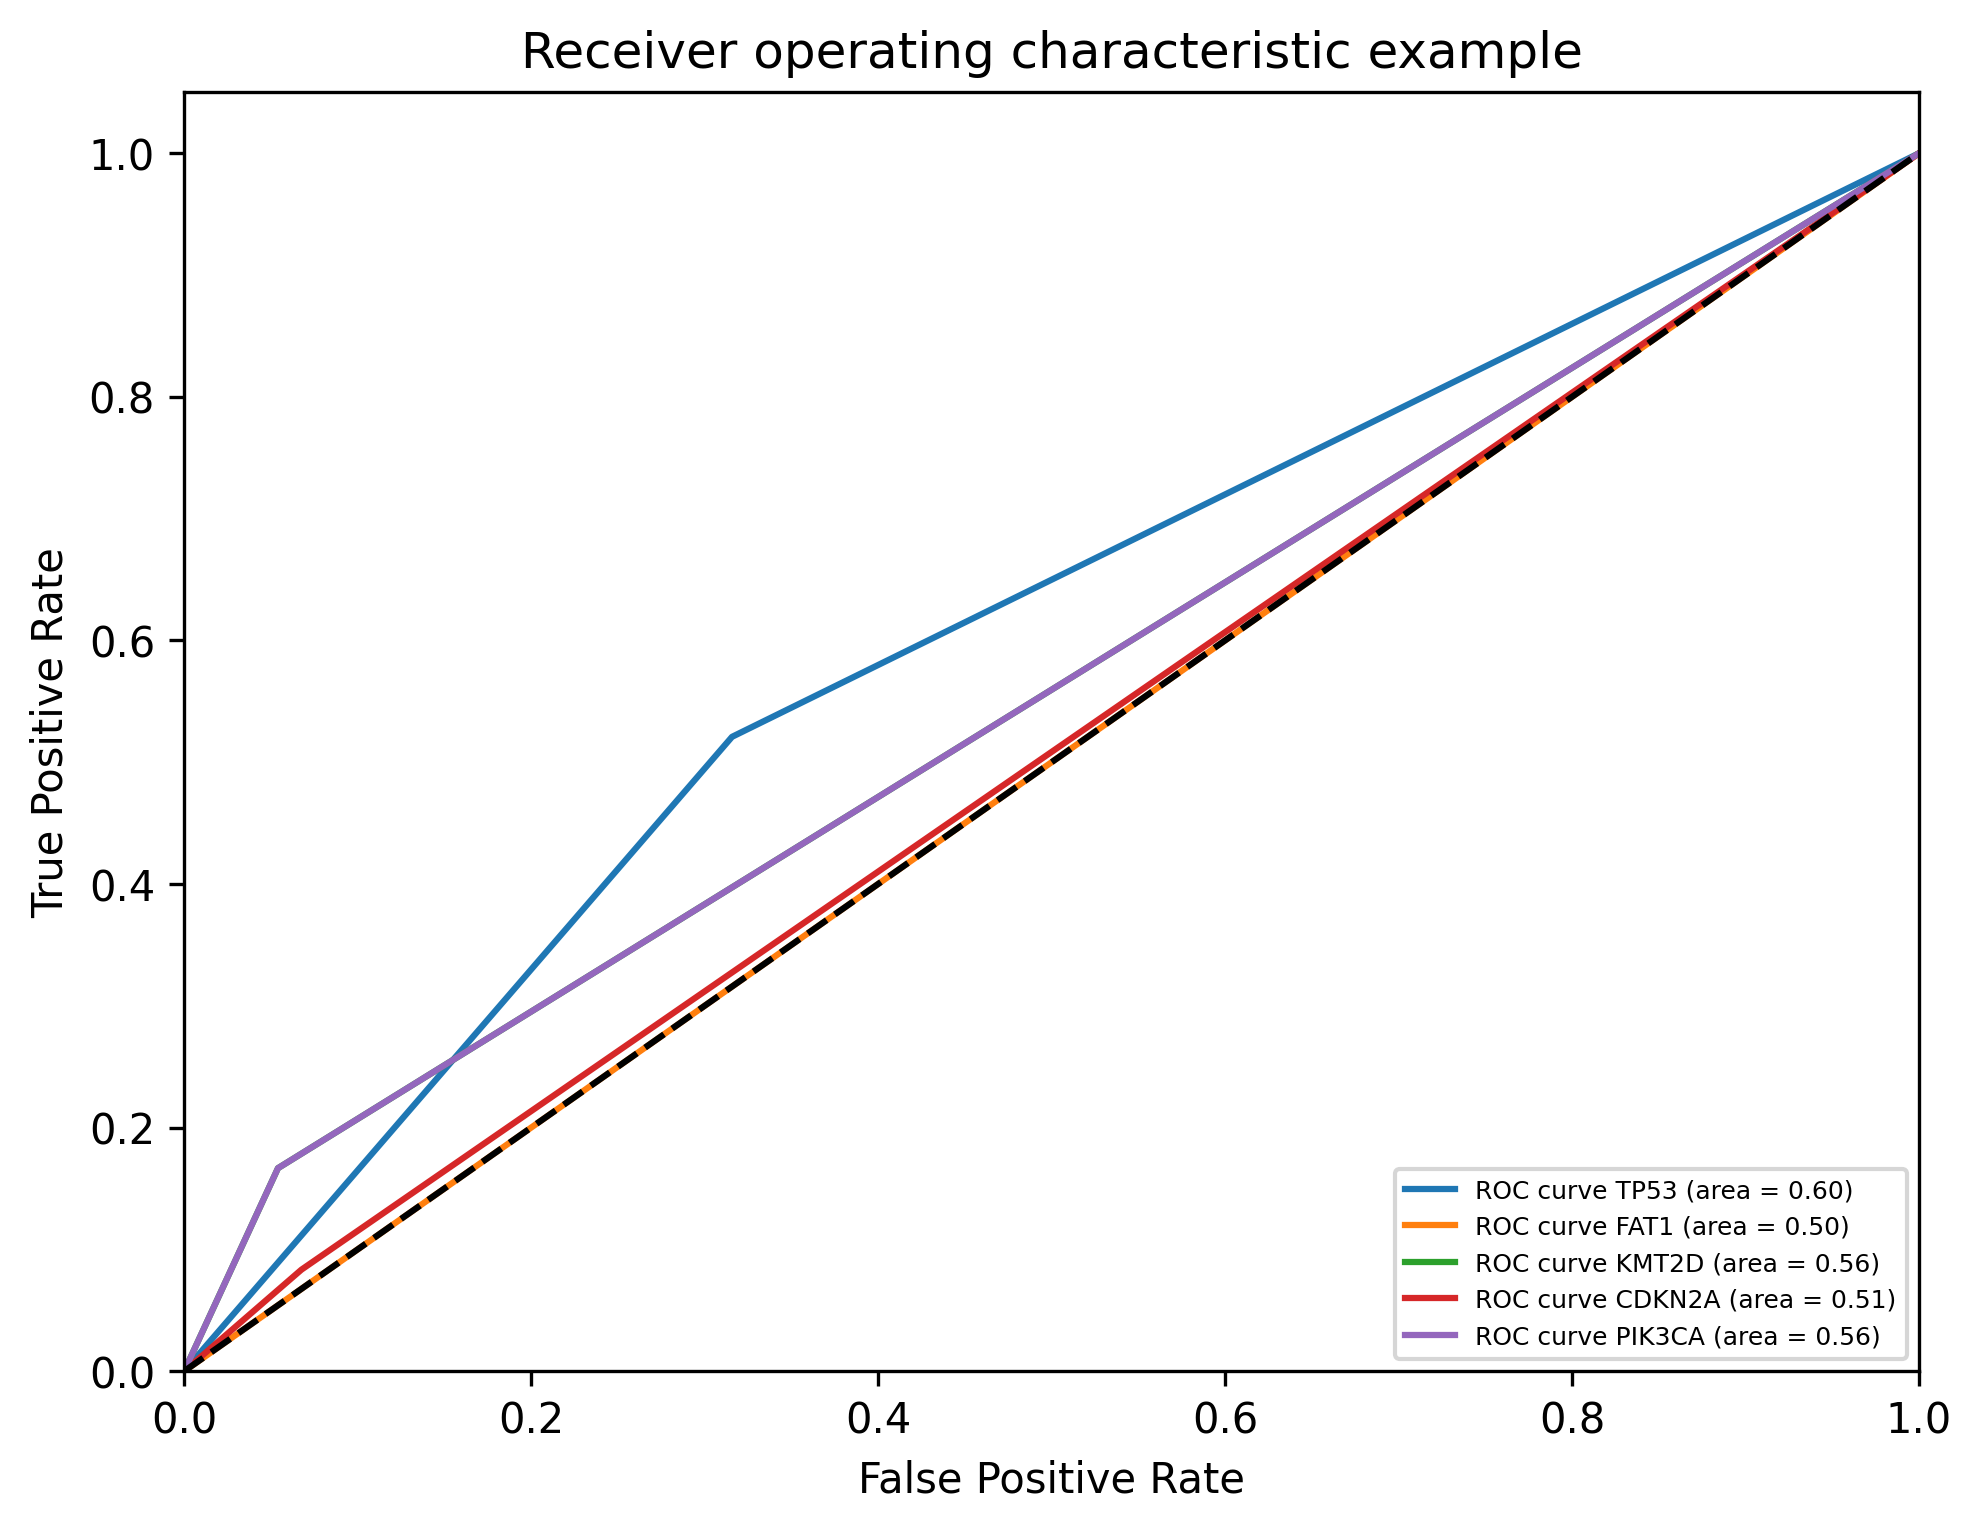 Receiver operating characteristic example
True Positive Rate
1.0
0.8
0.6
0.4
0.2
0.0
ROC curve TP53 (area = 0.60)
ROC curve FAT1 (area = 0.50)
ROC curve KMT2D (area = 0.56)
ROC curve CDKN2A (area = 0.51)
ROC curve PIK3CA (area = 0.56)
0.0 0.2 0.4 0.6 0.8 1.0
False Positive Rate